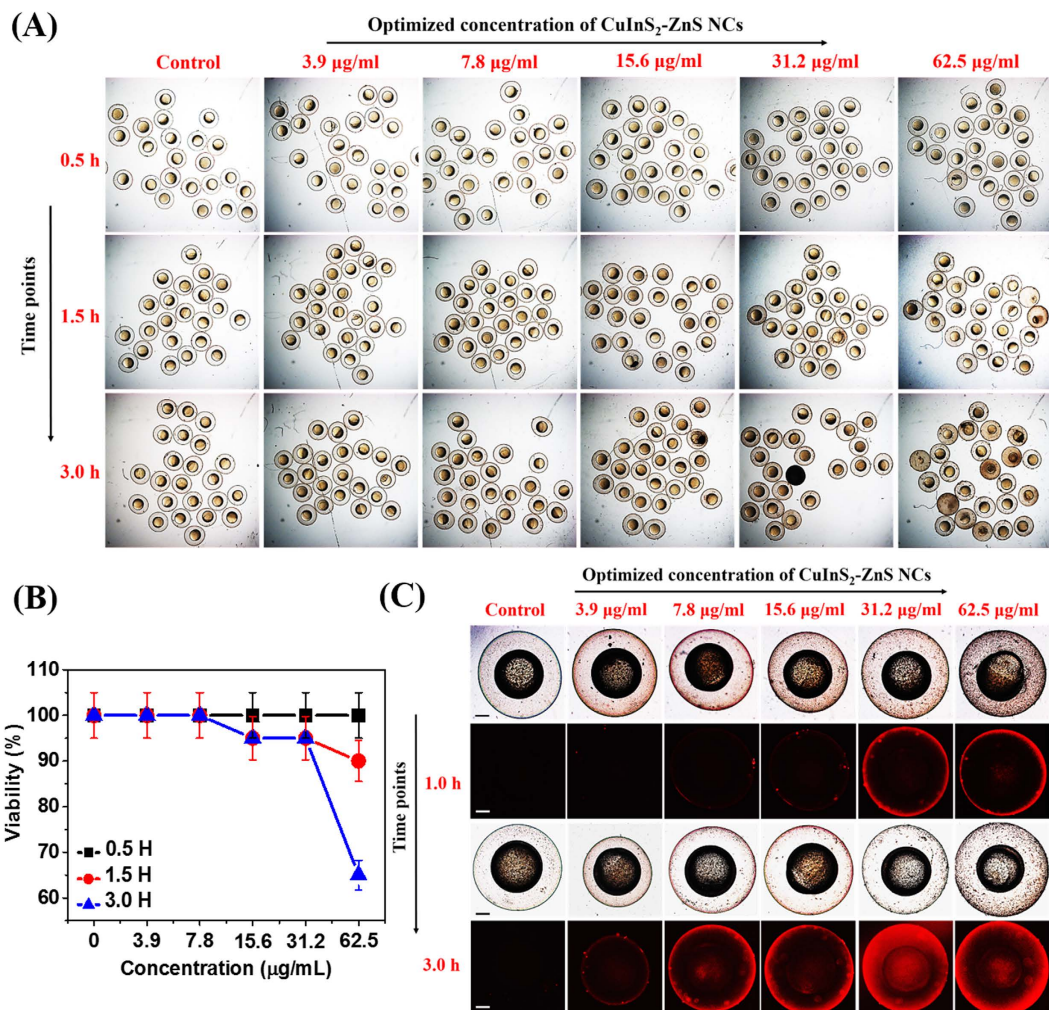 (A)
Optimized concentration of CuInS₂-ZnS NCs
Control 3.9 µg/ml 7.8 µg/ml 15.6 µg/ml 31.2 µg/ml 62.5 µg/ml
0.5 h
Time points
1.5 h
3.0 h
(B)
110
100
90
80
70
60
Viability (%)
0.5 H
1.5 H
3.0 H
0 3.9 7.8 15.6 31.2 62.5
Concentration (µg/mL)
(C)
Optimized concentration of CuInS₂-ZnS NCs
Control 3.9 µg/ml 7.8 µg/ml 15.6 µg/ml 31.2 µg/ml 62.5 µg/ml
1.0 h
Time points
3.0 h